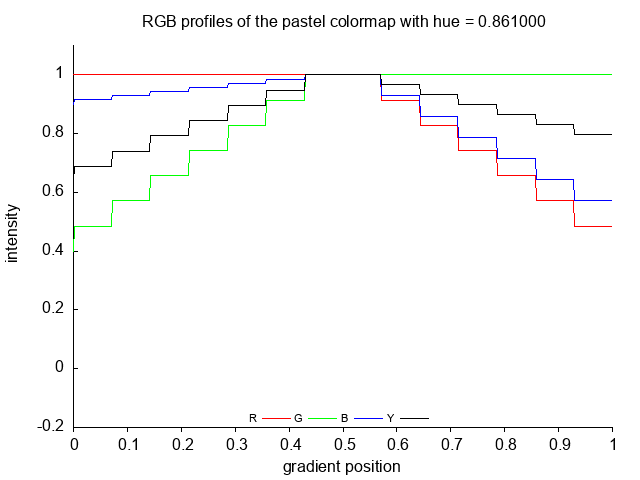 RGB profiles of the pastel colormap with hue = 0.861000
1
0.8
0.6
0.4
0.2
0
-0.2
intensity
R G B Y
0 0.1 0.2 0.3 0.4 0.5 0.6 0.7 0.8 0.9 1
gradient position